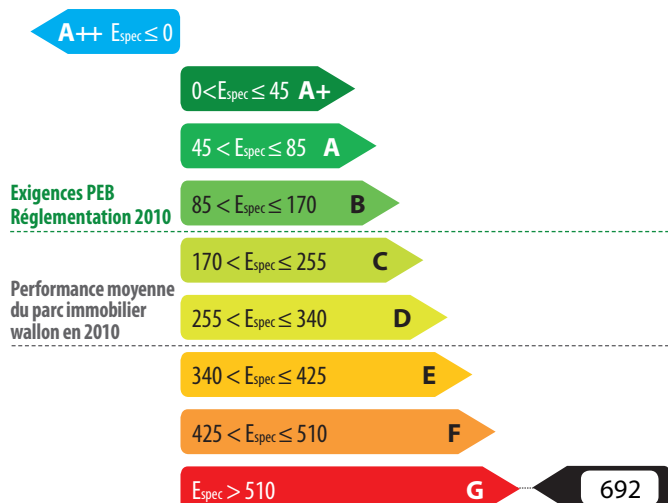 A++ Espec ≤ 0
0<Espec ≤ 45 A+
45 < Espec ≤ 85 A
Exigences PEB
Réglementation 2010
85 < Espec ≤ 170 B
170 < Espec ≤ 255 C
Performance moyenne
du parc immobilier
wallon en 2010
255 < Espec ≤ 340 D
340 < Espec ≤ 425 E
425 < Espec ≤ 510 F
Espec > 510 G
692